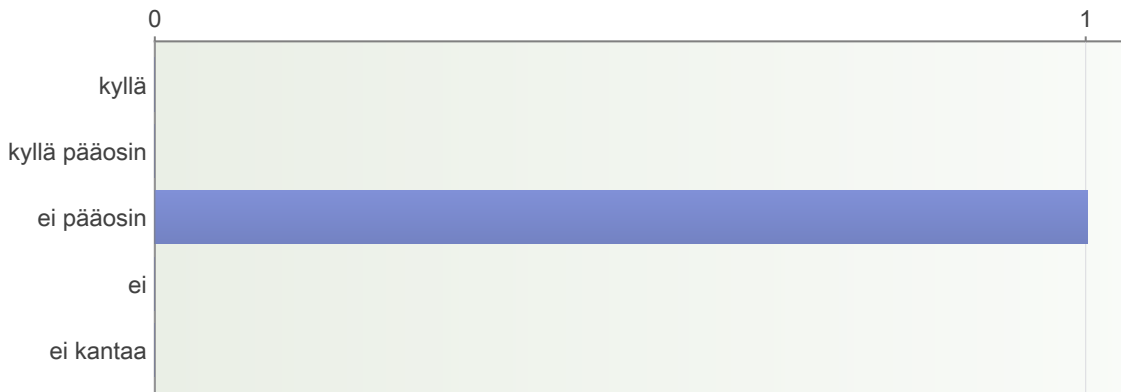 0 1
kyllä
kyllä pääosin
ei pääosin
ei
ei kantaa